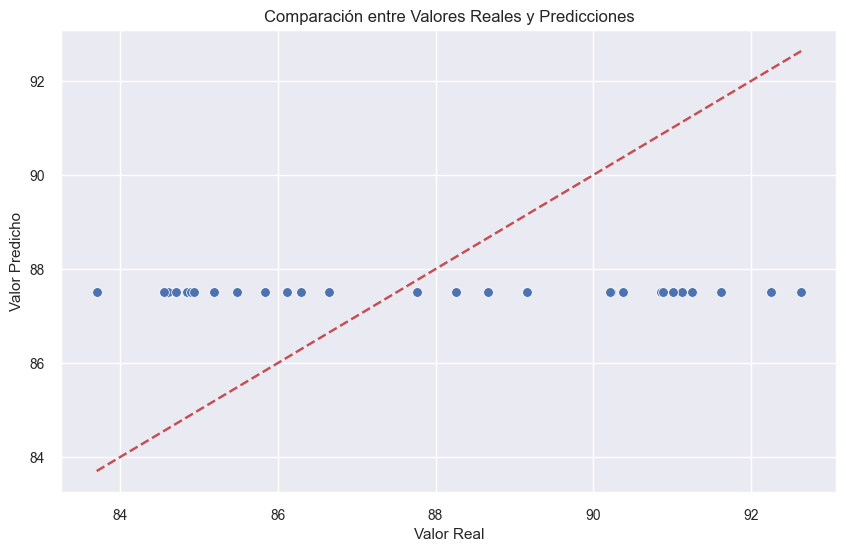 Comparación entre Valores Reales y Predicciones
Valor Predicho
92
90
88
86
84
84 86 88 90 92
Valor Real